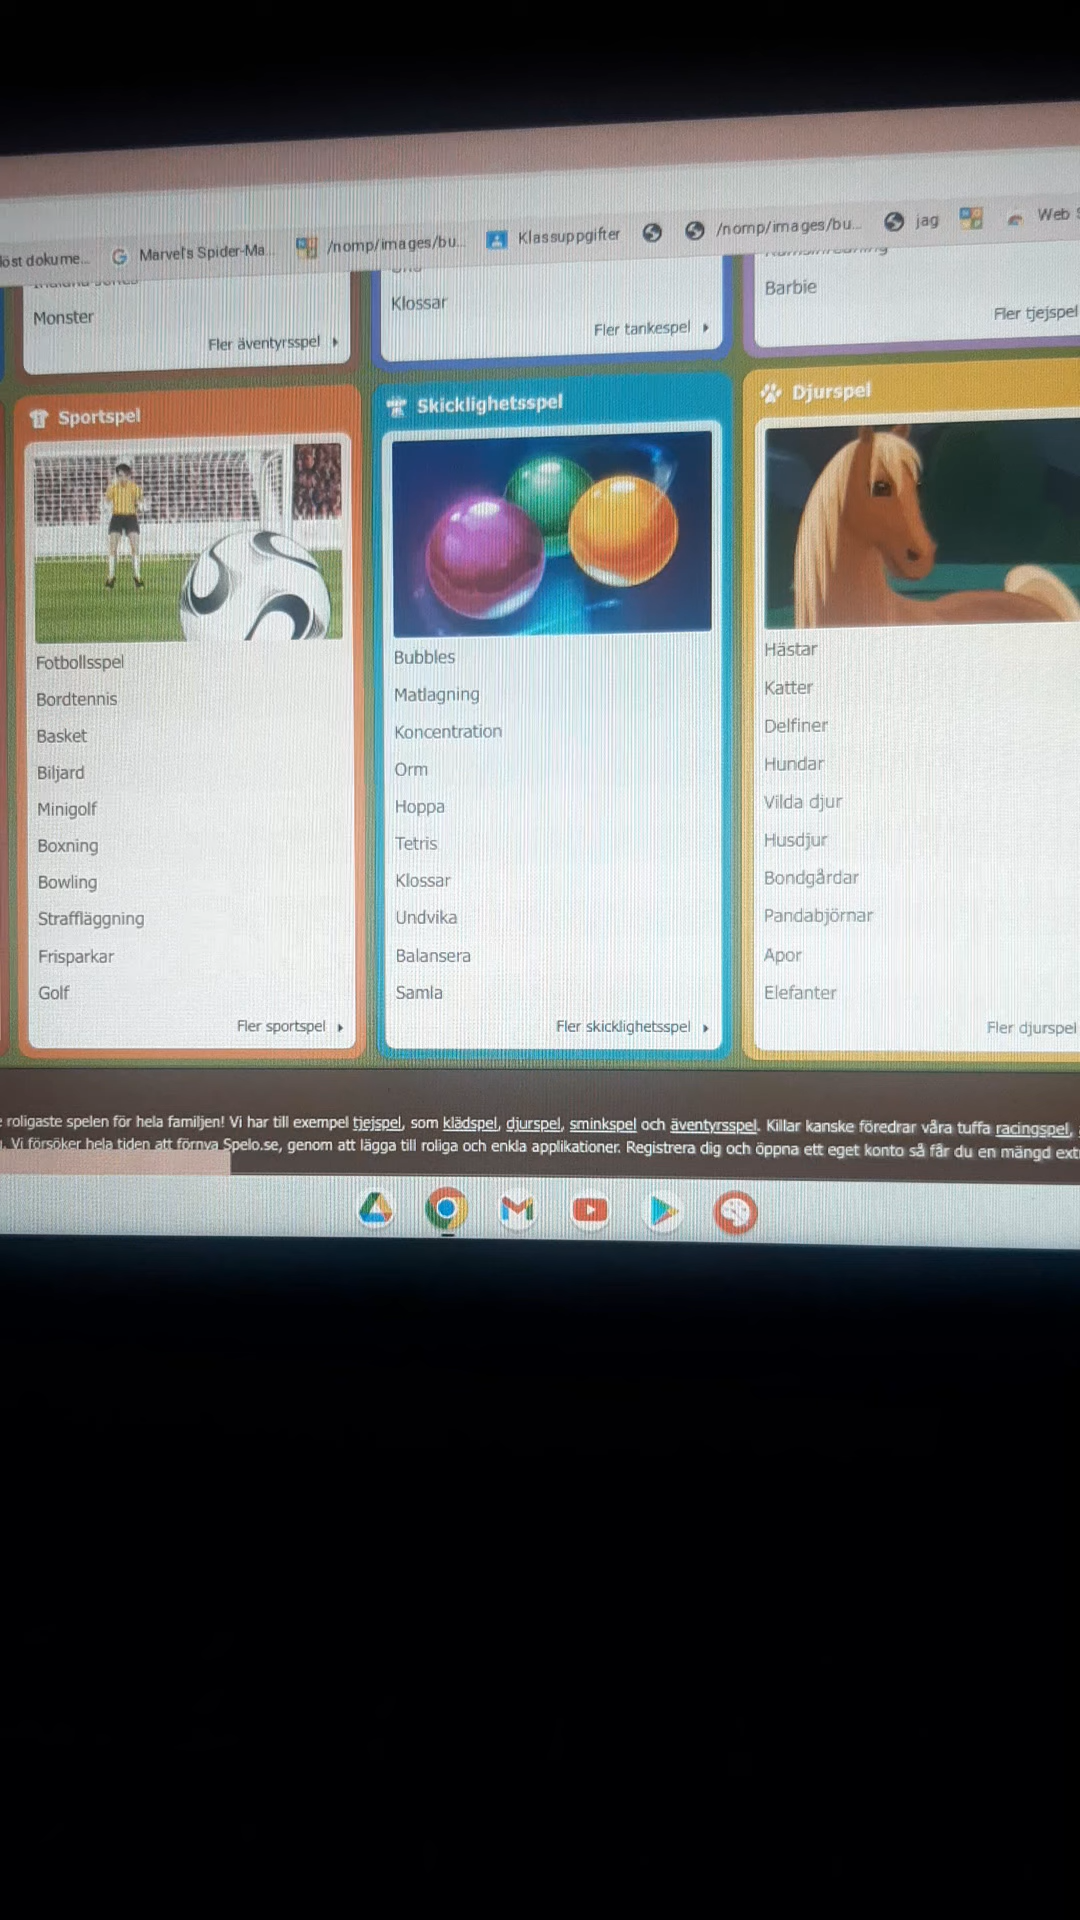 löst dokume... Marvel's Spider-Ma... /nomp/images/bu... Klassuppgifter /nomp/images/bu... jag Web
Monster
Fler äventyrsspel
Klossar
Fler tankespel
Barbie
Fler tjejspel
Sportspel
Fotbollsspel
Bordtennis
Basket
Biljard
Minigolf
Boxning
Bowling
Straffläggning
Frisparkar
Golf
Fler sportspel
Skicklighetsspel
Bubbles
Matlagning
Koncentration
Orm
Hoppa
Tetris
Klossar
Undvika
Balansera
Samla
Fler skicklighetsspel
Djurspel
Hästar
Katter
Delfiner
Hundar
Vilda djur
Husdjur
Bondgårdar
Pandabjörnar
Apor
Elefanter
Fler djurspel
roligaste spelen för hela familjen! Vi har till exempel tjejspel, som klädspel, djurspel, sminkspel och äventyrsspel. Killar kanske föredrar våra tuffa racingspel,
Vi försöker hela tiden att förnya Spelo.se, genom att lägga till roliga och enkla applikationer. Registrera dig och öppna ett eget konto så får du en mängd ext